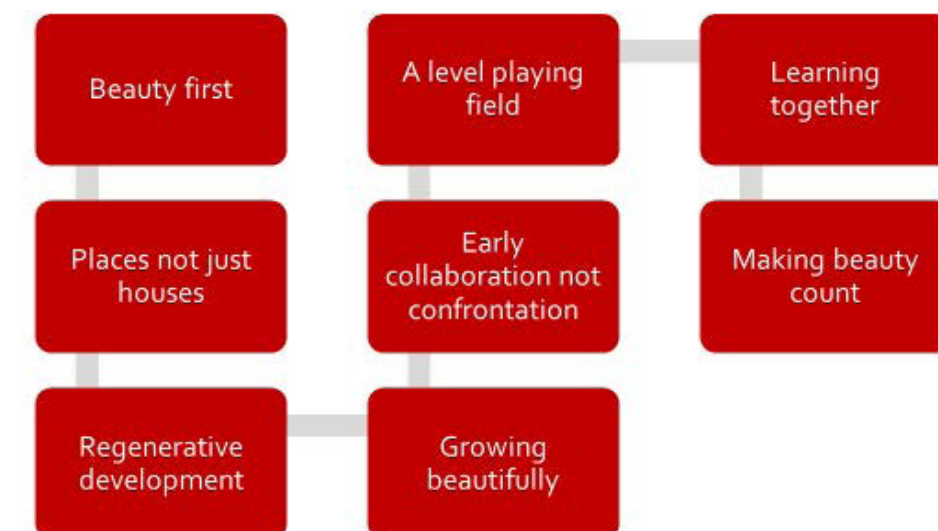 Beauty first
Places not just
houses
Regenerative
development
Growing
beautifully
Early
collaboration not
confrontation
A level playing
field
Learning
together
Making beauty
count